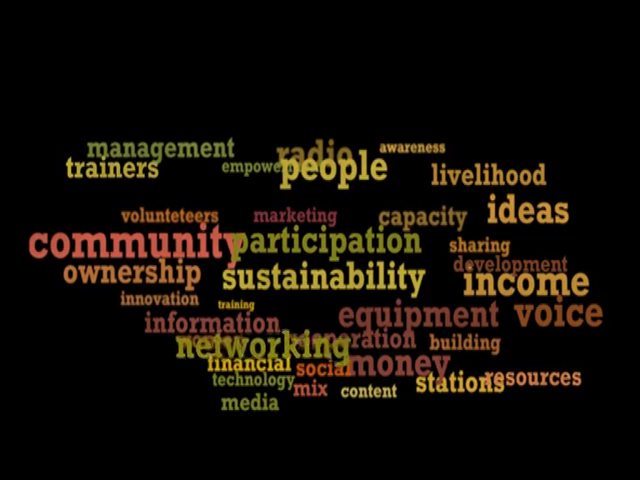 management radio awareness
trainers people livelihood
volunteteers marketing capacity ideas
community participation sharing
ownership sustainability development income
innovation training
information equipment voice
networking building
financial social money
technology mix content stations resources
media